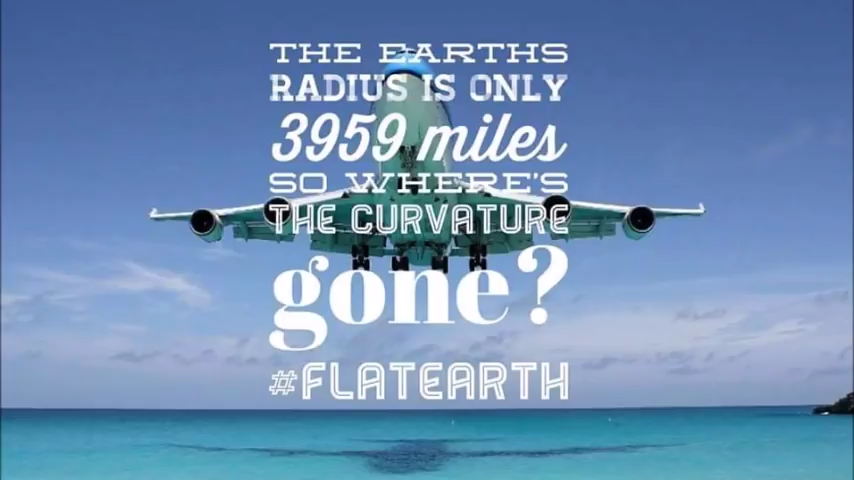 THE EARTHS
RADIUS IS ONLY
3959 miles
SO WHERE'S
THE CURVATURE
gone?
#FLATEARTH